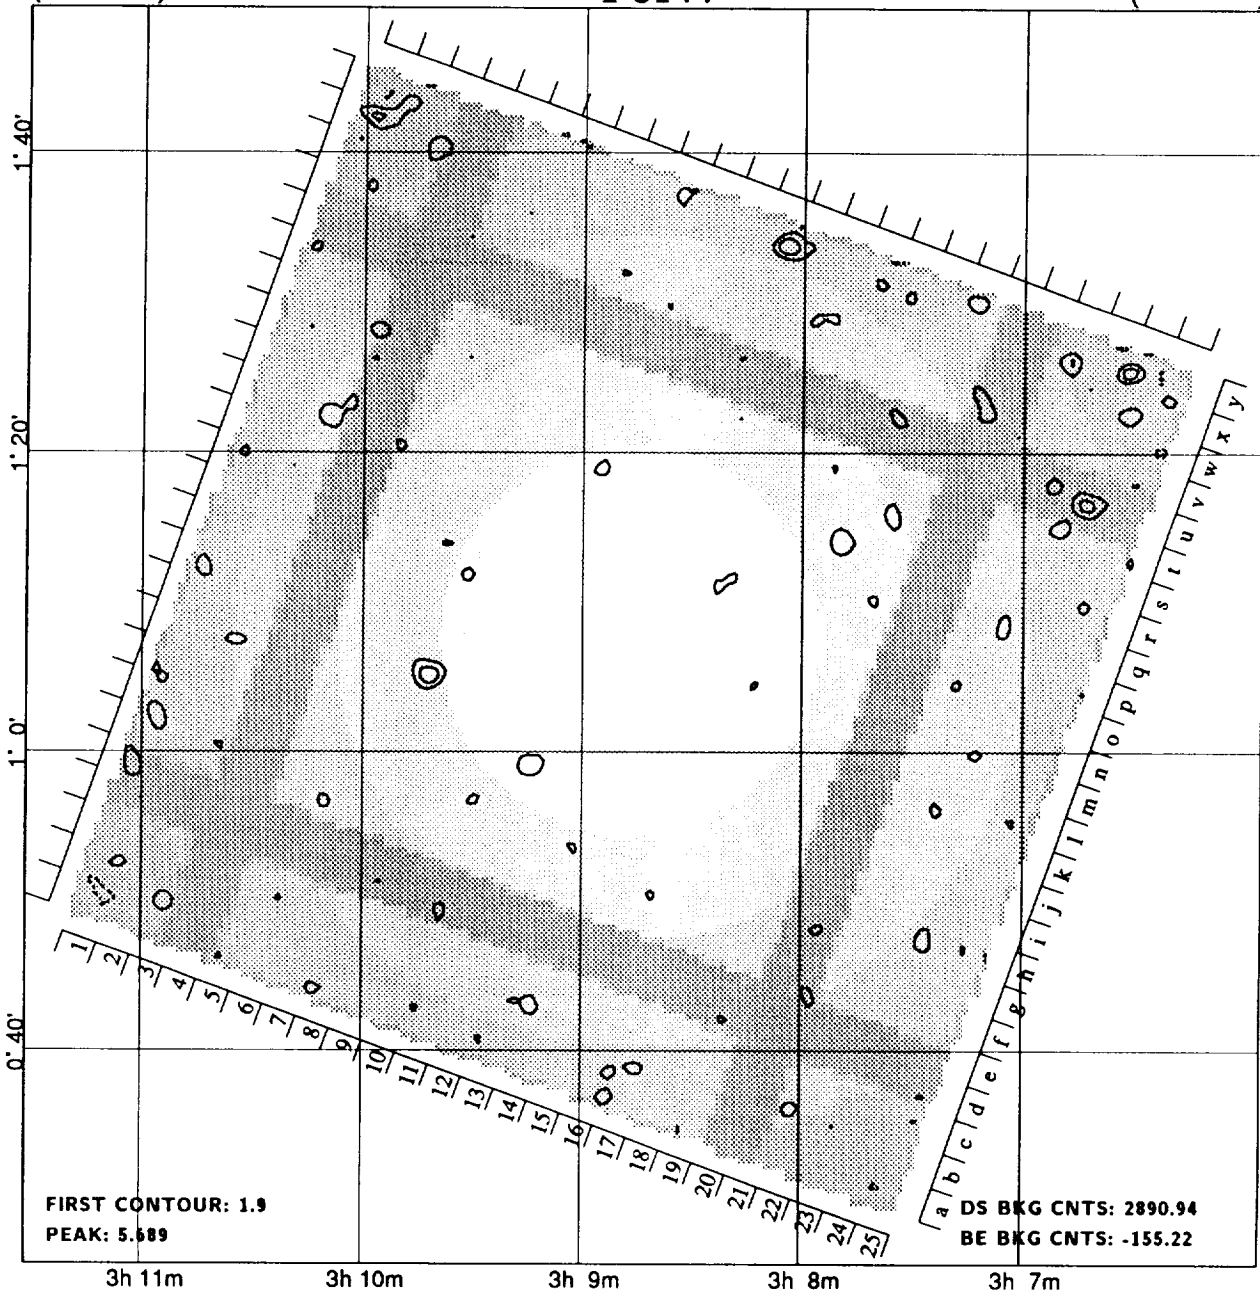 1° 40'
1° 20'
1° 0'
0° 40'
y
x
w
v
u
t
s
r
q
p
o
n
m
l
k
j
i
h
g
f
e
d
c
b
a
1 2 3 4 5 6 7 8 9 10 11 12 13 14 15 16 17 18 19 20 21 22 23 24 25
FIRST CONTOUR: 1.9
PEAK: 5.689
DS BKG CNTS: 2890.94
BE BKG CNTS: -155.22
3h 11m 3h 10m 3h 9m 3h 8m 3h 7m